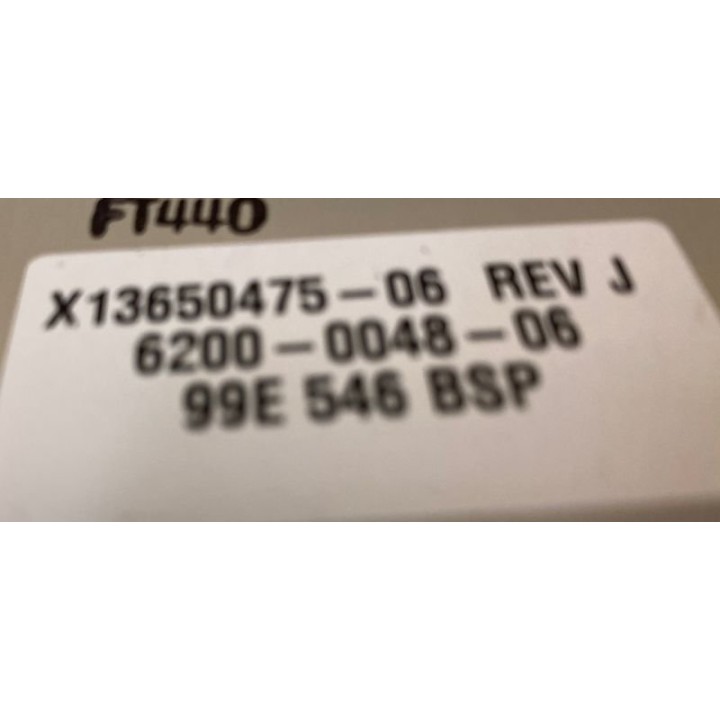 FT440
X13650475-06 REV J
6200-0048-06
99E 546 BSP